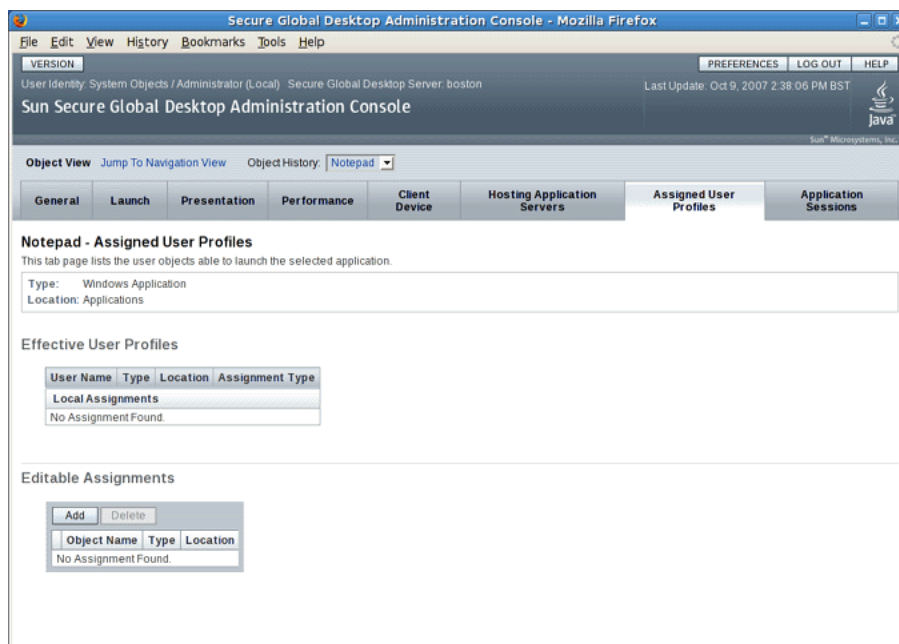 Secure Global Desktop Administration Console - Mozilla Firefox
File Edit View History Bookmarks Tools Help
VERSION PREFERENCES LOG OUT HELP
User Identity: System Objects / Administrator (Local) Secure Global Desktop Server: boston Last Update: Oct 9, 2007 2:38:06 PM BST
Sun Secure Global Desktop Administration Console
Java
Sun™ Microsystems, Inc.
Object View Jump To Navigation View Object History: Notepad
General Launch Presentation Performance Client Device Hosting Application Servers Assigned User Profiles Application Sessions
Notepad - Assigned User Profiles
This tab page lists the user objects able to launch the selected application.
Type: Windows Application
Location: Applications
Effective User Profiles
User Name Type Location Assignment Type
Local Assignments
No Assignment Found.
Editable Assignments
Add Delete
Object Name Type Location
No Assignment Found.